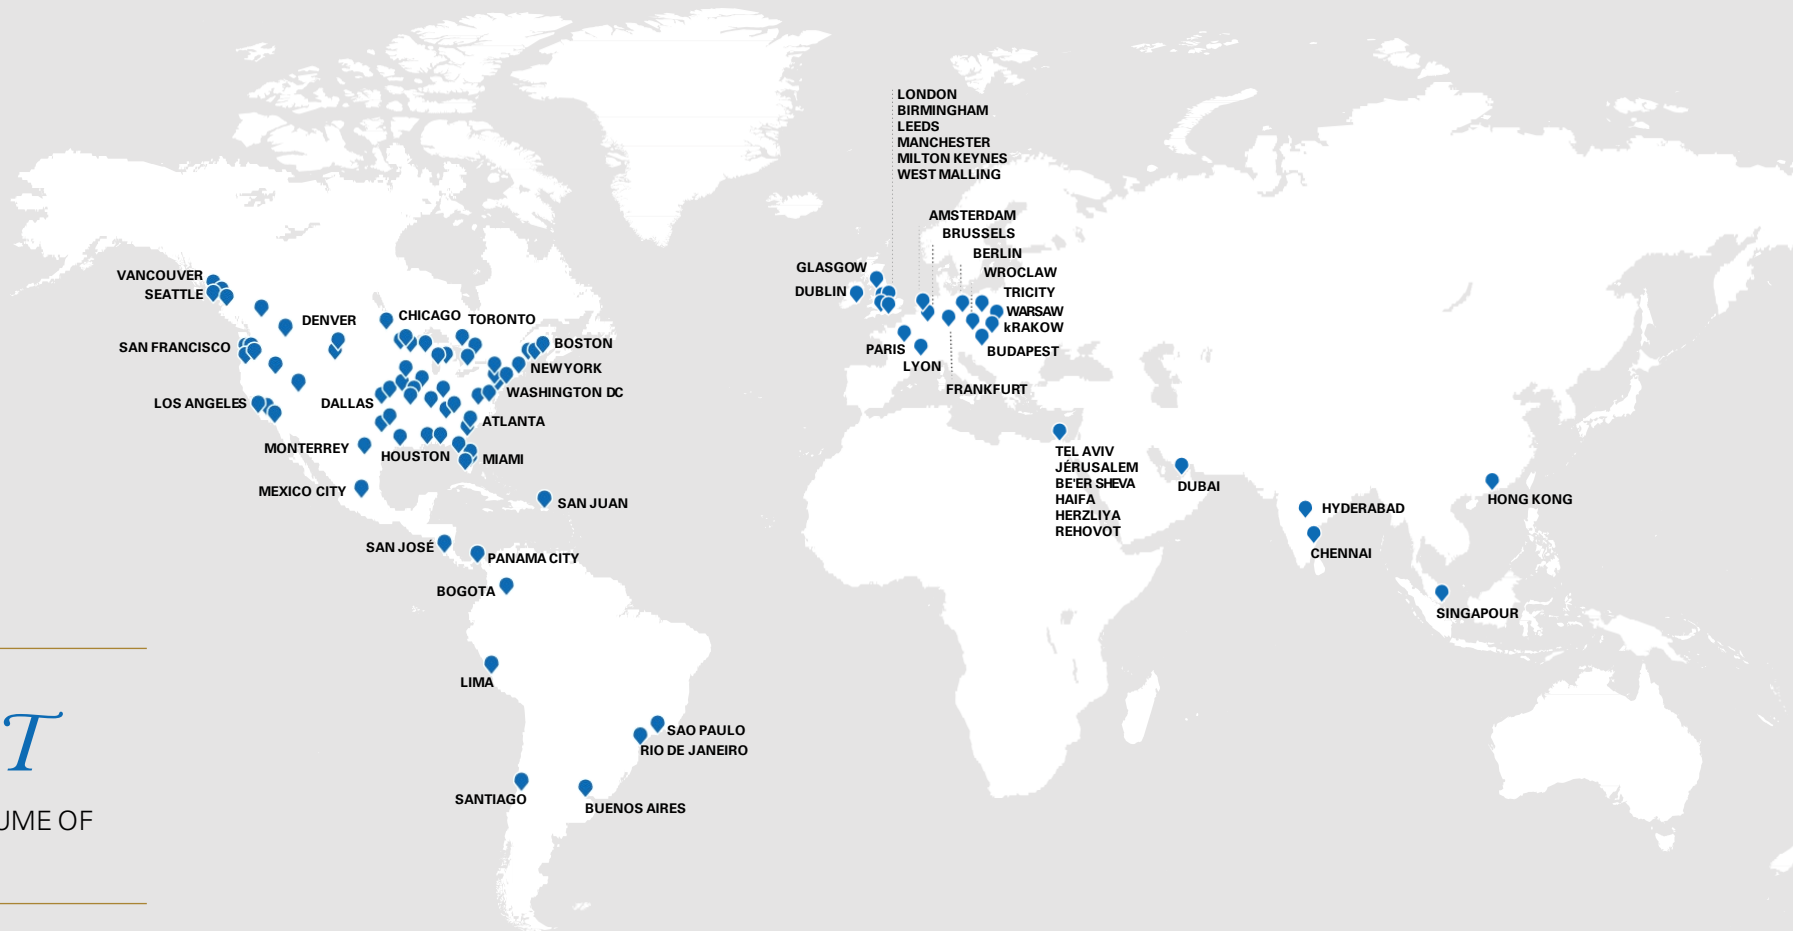 LONDON
BIRMINGHAM
LEEDS
MANCHESTER
MILTON KEYNES
WEST MALLING
AMSTERDAM
BRUSSELS
BERLIN
WROCLAW
TRICITY
WARSAW
kRAKOW
BUDAPEST
GLASGOW
DUBLIN
PARIS
LYON
FRANKFURT
VANCOUVER
SEATTLE
DENVER
CHICAGO
TORONTO
SAN FRANCISCO
BOSTON
NEW YORK
WASHINGTON DC
LOS ANGELES
DALLAS
ATLANTA
MONTERREY
HOUSTON
MIAMI
MEXICO CITY
SAN JUAN
SAN JOSÉ
PANAMA CITY
BOGOTA
LIMA
SAO PAULO
RIO DE JANEIRO
SANTIAGO
BUENOS AIRES
TEL AVIV
JÉRUSALEM
BE'ER SHEVA
HAIFA
HERZLIYA
REHOVOT
DUBAI
HYDERABAD
CHENNAI
HONG KONG
SINGAPOUR
T
UME OF